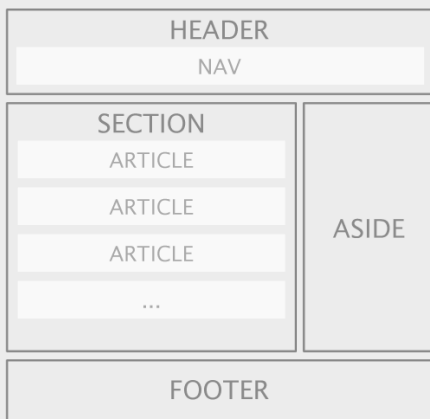 HEADER
NAV
SECTION
ARTICLE
ARTICLE
ARTICLE
...
ASIDE
FOOTER